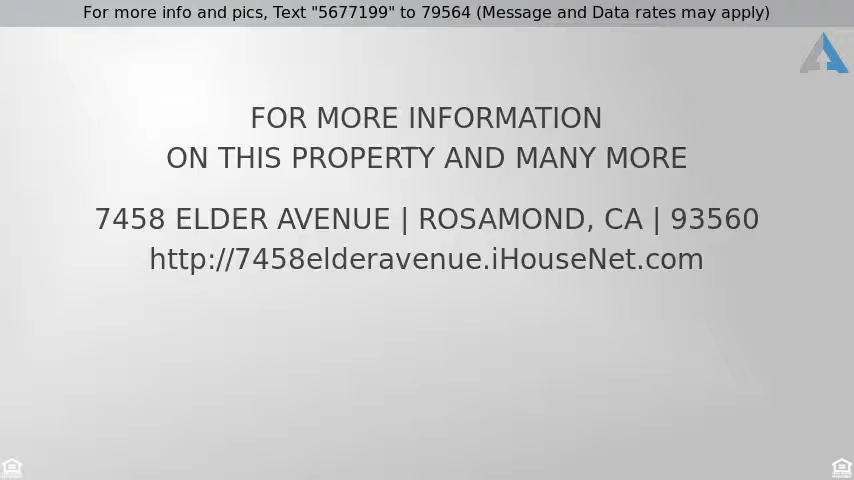 For more info and pics, Text "5677199" to 79564 (Message and Data rates may apply)
FOR MORE INFORMATION
ON THIS PROPERTY AND MANY MORE
7458 ELDER AVENUE | ROSAMOND, CA | 93560
http://7458elderavenue.iHouseNet.com